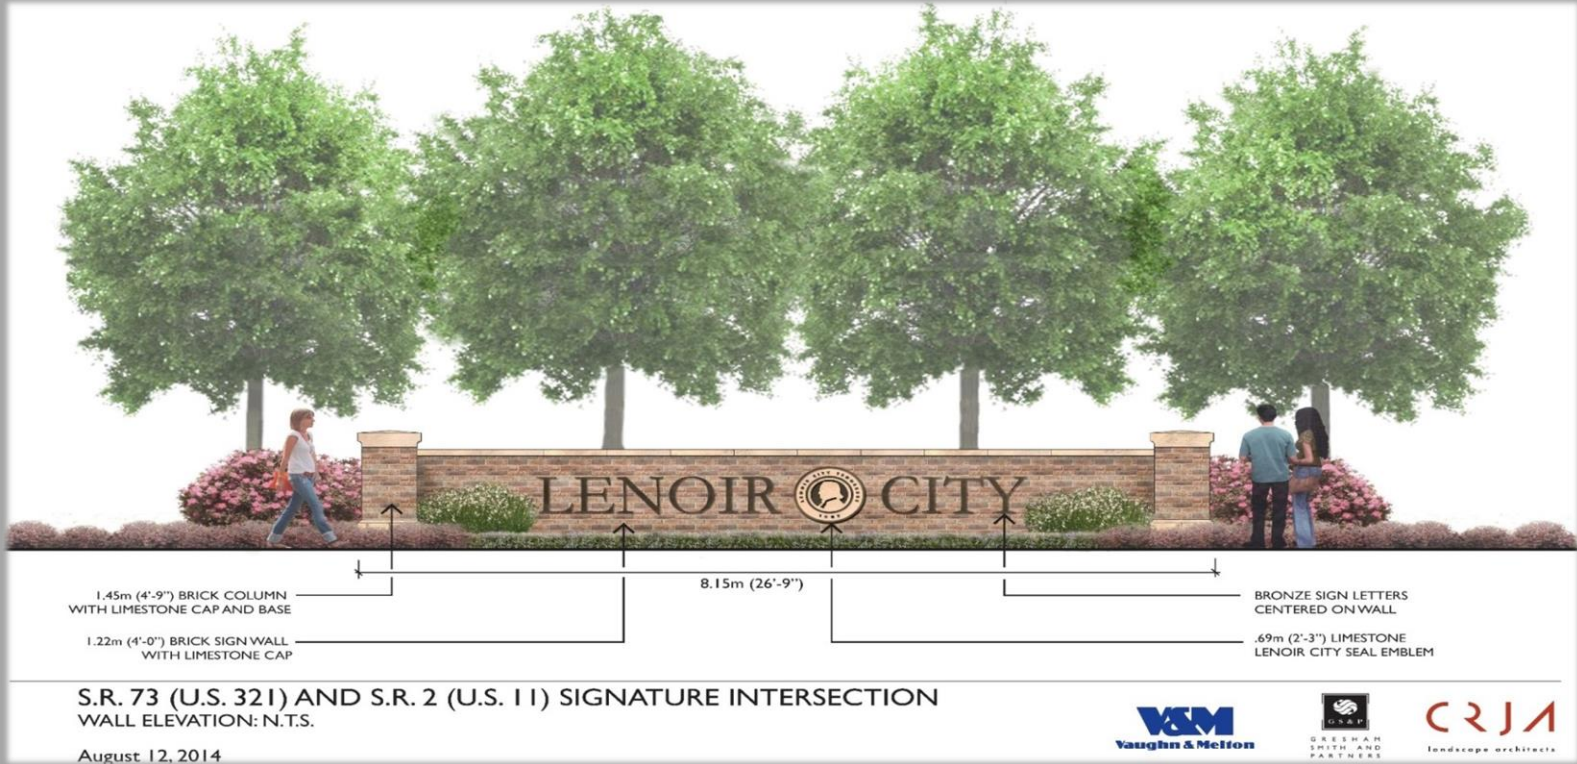 LENOIR CITY
8.15m (26'-9")
1.45m (4'-9") BRICK COLUMN
WITH LIMESTONE CAP AND BASE
1.22m (4'-0") BRICK SIGN WALL
WITH LIMESTONE CAP
BRONZE SIGN LETTERS
CENTERED ON WALL
.69m (2'-3") LIMESTONE
LENOIR CITY SEAL EMBLEM
S.R. 73 (U.S. 321) AND S.R. 2 (U.S. 11) SIGNATURE INTERSECTION
WALL ELEVATION: N.T.S.
August 12, 2014
V&M
Vaughn & Melton
GS&P
GRESHAM
SMITH AND
PARTNERS
CRJA
landscape architects